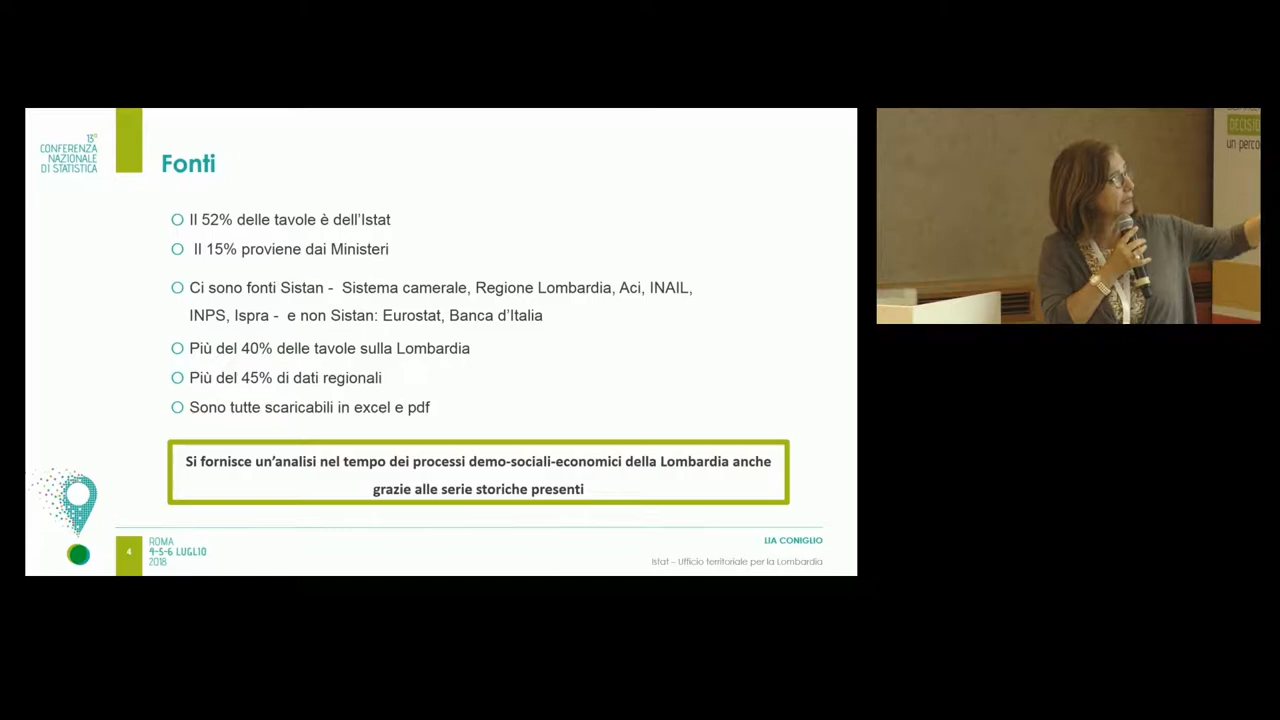 13°
CONFERENZA
NAZIONALE
DI STATISTICA
Fonti
Il 52% delle tavole è dell'Istat
Il 15% proviene dai Ministeri
Ci sono fonti Sistan - Sistema camerale, Regione Lombardia, Aci, INAIL,
INPS, Ispra - e non Sistan: Eurostat, Banca d'Italia
Più del 40% delle tavole sulla Lombardia
Più del 45% di dati regionali
Sono tutte scaricabili in excel e pdf
Si fornisce un'analisi nel tempo dei processi demo-sociali-economici della Lombardia anche
grazie alle serie storiche presenti
4
ROMA
4-5-6 LUGLIO
2018
LIA CONIGLIO
Istat – Ufficio territoriale per la Lombardia
un